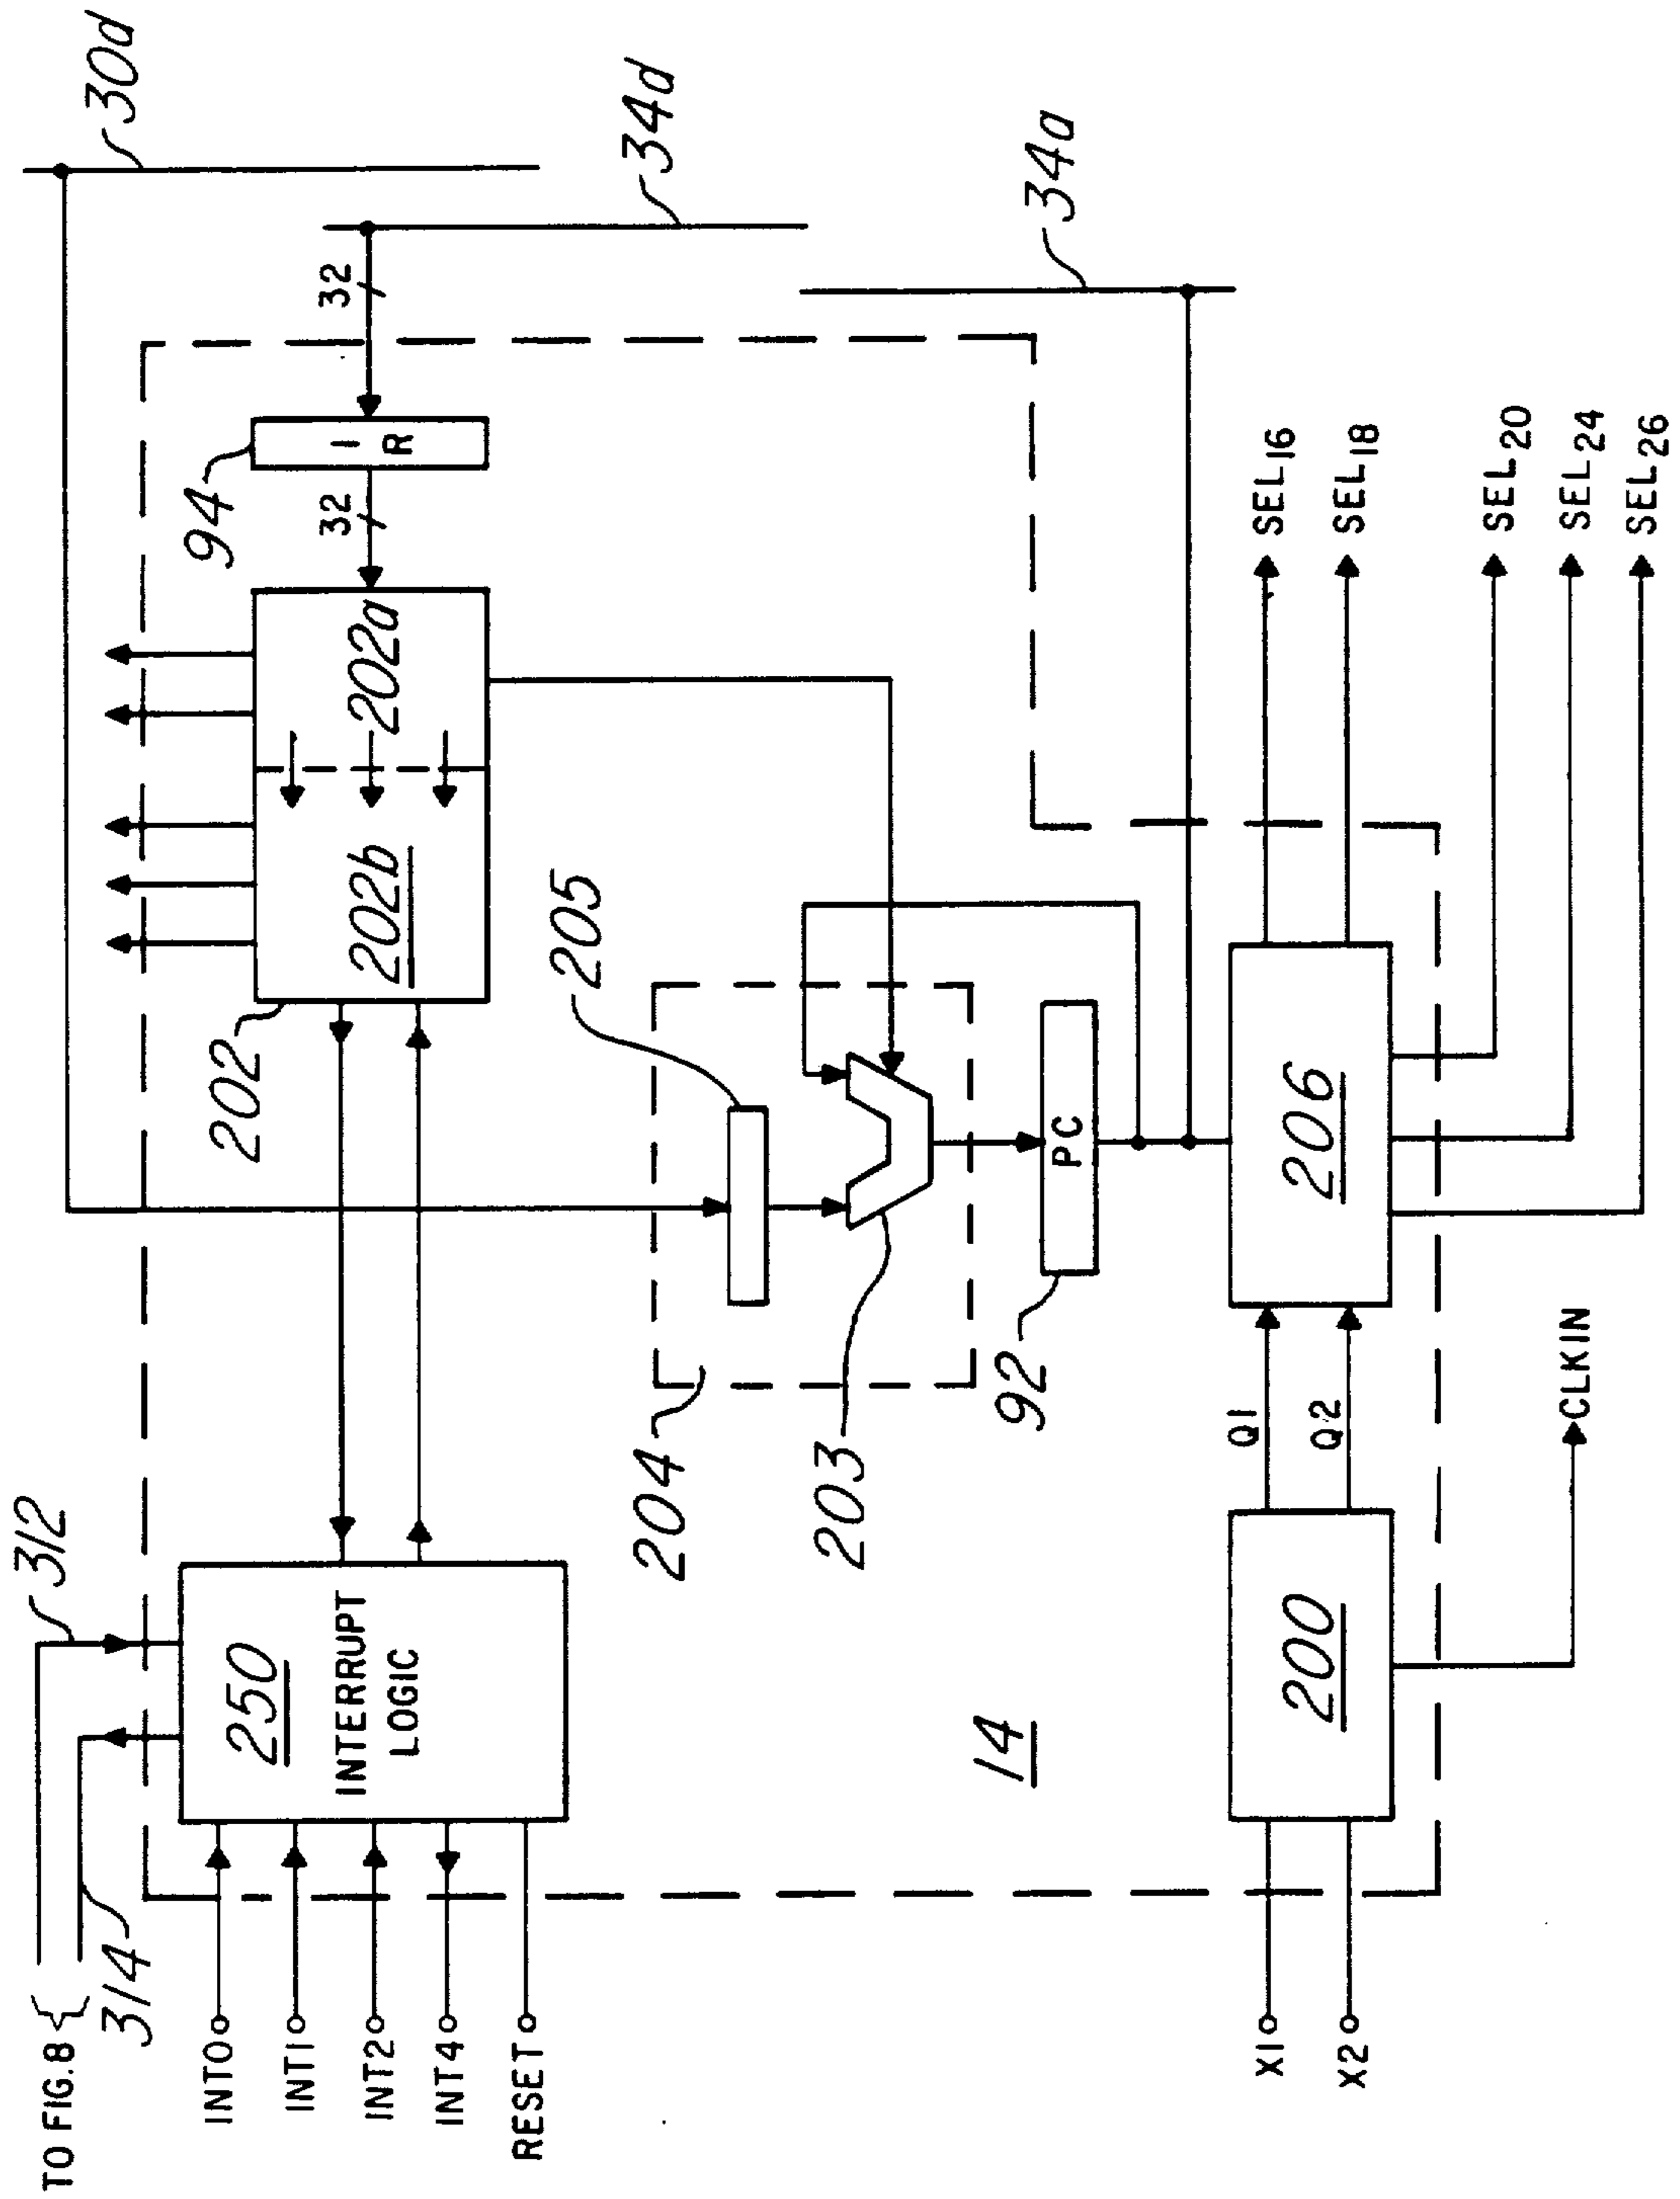 TO FIG.8
312
314
30d
INT0
INT1
INT2
INT4
RESET
250
INTERRUPT
LOGIC
202
202b
202a
94
32
I
R
32
34d
204
205
203
92
PC
34a
14
X1
X2
200
Q1
Q2
206
CLKIN
SEL16
SEL18
SEL20
SEL24
SEL26